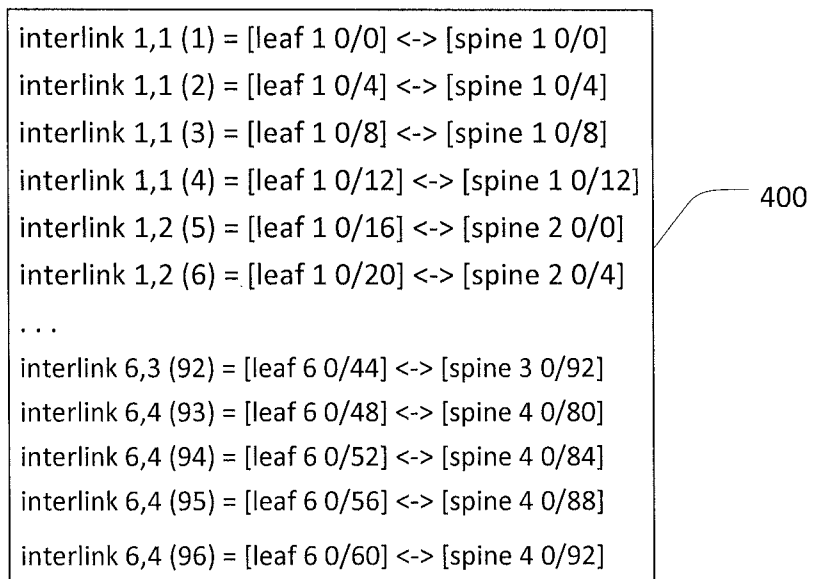 interlink 1,1 (1) = [leaf 1 0/0] <-> [spine 1 0/0]
interlink 1,1 (2) = [leaf 1 0/4] <-> [spine 1 0/4]
interlink 1,1 (3) = [leaf 1 0/8] <-> [spine 1 0/8]
interlink 1,1 (4) = [leaf 1 0/12] <-> [spine 1 0/12]
400
interlink 1,2 (5) = [leaf 1 0/16] <-> [spine 2 0/0]
interlink 1,2 (6) = [leaf 1 0/20] <-> [spine 2 0/4]
. . .
interlink 6,3 (92) = [leaf 6 0/44] <-> [spine 3 0/92]
interlink 6,4 (93) = [leaf 6 0/48] <-> [spine 4 0/80]
interlink 6,4 (94) = [leaf 6 0/52] <-> [spine 4 0/84]
interlink 6,4 (95) = [leaf 6 0/56] <-> [spine 4 0/88]
interlink 6,4 (96) = [leaf 6 0/60] <-> [spine 4 0/92]